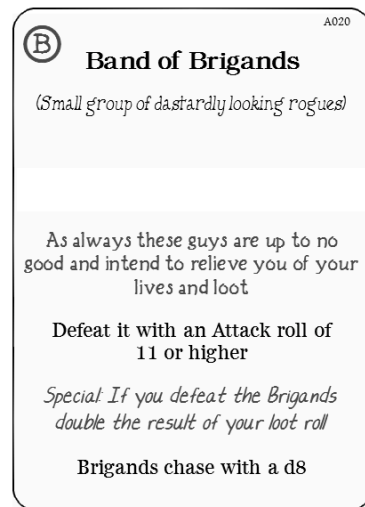 A020
B
Band of Brigands
(Small group of dastardly looking rogues)
As always these guys are up to no
good and intend to relieve you of your
lives and loot
Defeat it with an Attack roll of
11 or higher
Special: If you defeat the Brigands
double the result of your loot roll
Brigands chase with a d8